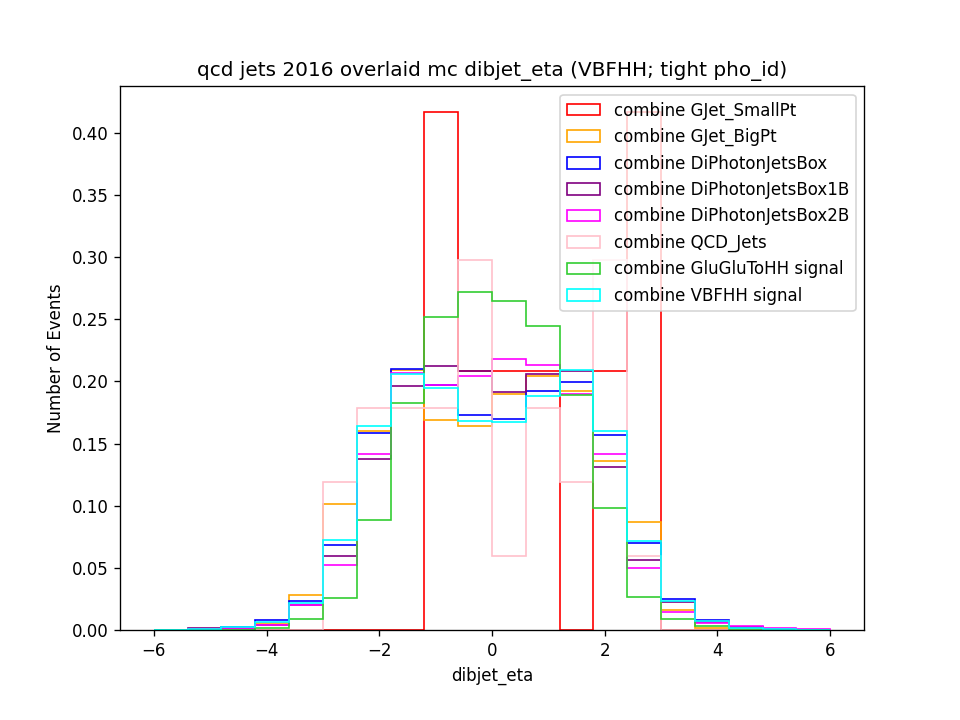 qcd jets 2016 overlaid mc dibjet_eta (VBFHH; tight pho_id)
combine GJet_SmallPt
combine GJet_BigPt
combine DiPhotonJetsBox
combine DiPhotonJetsBox1B
combine DiPhotonJetsBox2B
combine QCD_Jets
combine GluGluToHH signal
combine VBFHH signal
Number of Events
0.40
0.35
0.30
0.25
0.20
0.15
0.10
0.05
0.00
−6 −4 −2 0 2 4 6
dibjet_eta